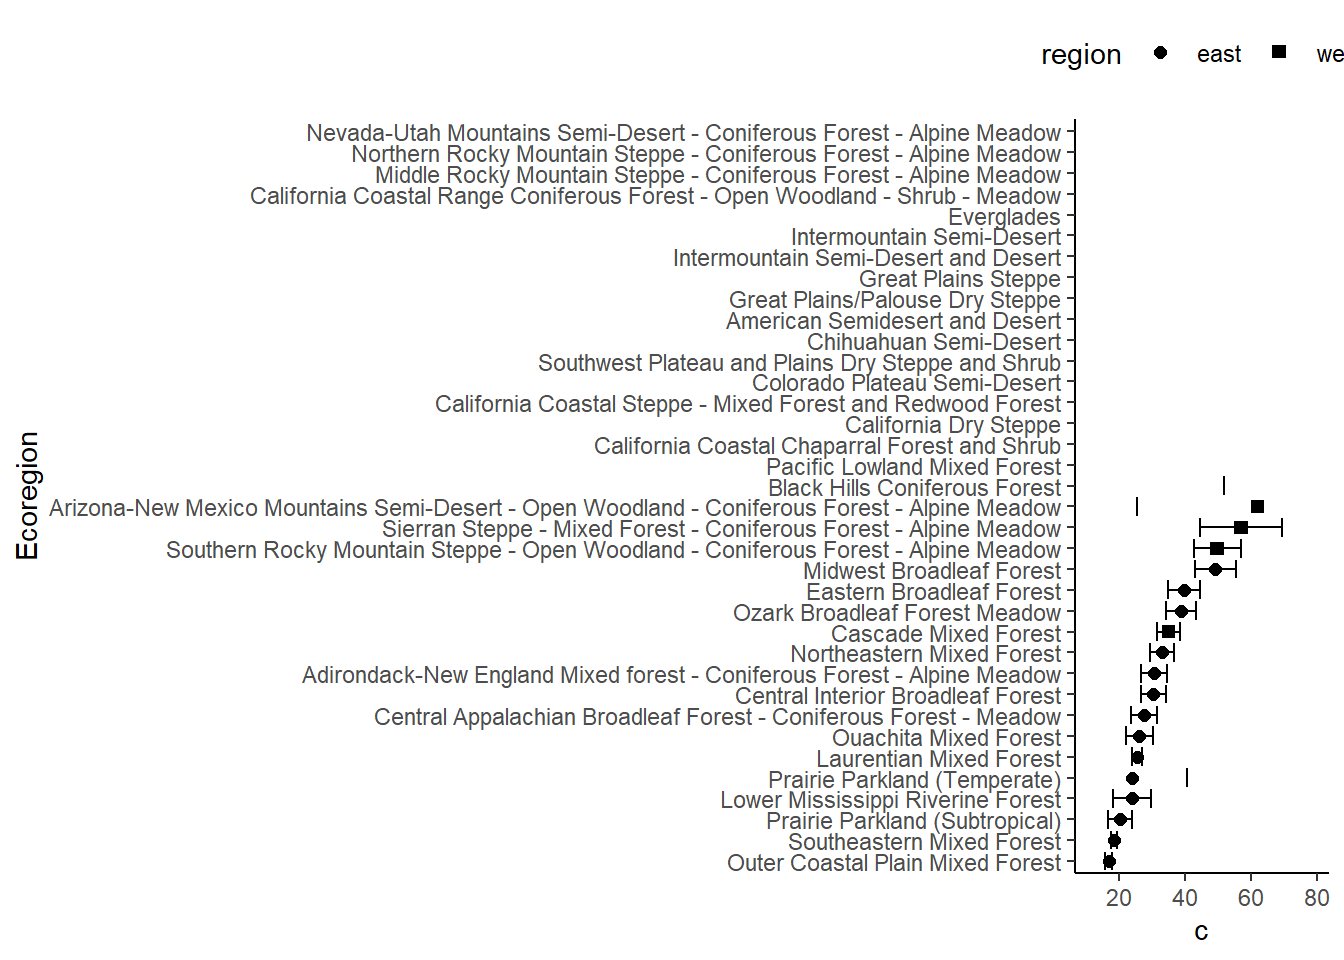 region east we
Nevada-Utah Mountains Semi-Desert - Coniferous Forest - Alpine Meadow
Northern Rocky Mountain Steppe - Coniferous Forest - Alpine Meadow
Middle Rocky Mountain Steppe - Coniferous Forest - Alpine Meadow
California Coastal Range Coniferous Forest - Open Woodland - Shrub - Meadow
Everglades
Intermountain Semi-Desert
Intermountain Semi-Desert and Desert
Great Plains Steppe
Great Plains/Palouse Dry Steppe
American Semidesert and Desert
Chihuahuan Semi-Desert
Southwest Plateau and Plains Dry Steppe and Shrub
Colorado Plateau Semi-Desert
California Coastal Steppe - Mixed Forest and Redwood Forest
California Dry Steppe
California Coastal Chaparral Forest and Shrub
Pacific Lowland Mixed Forest
Black Hills Coniferous Forest
Arizona-New Mexico Mountains Semi-Desert - Open Woodland - Coniferous Forest - Alpine Meadow
Sierran Steppe - Mixed Forest - Coniferous Forest - Alpine Meadow
Southern Rocky Mountain Steppe - Open Woodland - Coniferous Forest - Alpine Meadow
Midwest Broadleaf Forest
Eastern Broadleaf Forest
Ozark Broadleaf Forest Meadow
Cascade Mixed Forest
Northeastern Mixed Forest
Adirondack-New England Mixed forest - Coniferous Forest - Alpine Meadow
Central Interior Broadleaf Forest
Central Appalachian Broadleaf Forest - Coniferous Forest - Meadow
Ouachita Mixed Forest
Laurentian Mixed Forest
Prairie Parkland (Temperate)
Lower Mississippi Riverine Forest
Prairie Parkland (Subtropical)
Southeastern Mixed Forest
Outer Coastal Plain Mixed Forest
Ecoregion
20 40 60 80
c